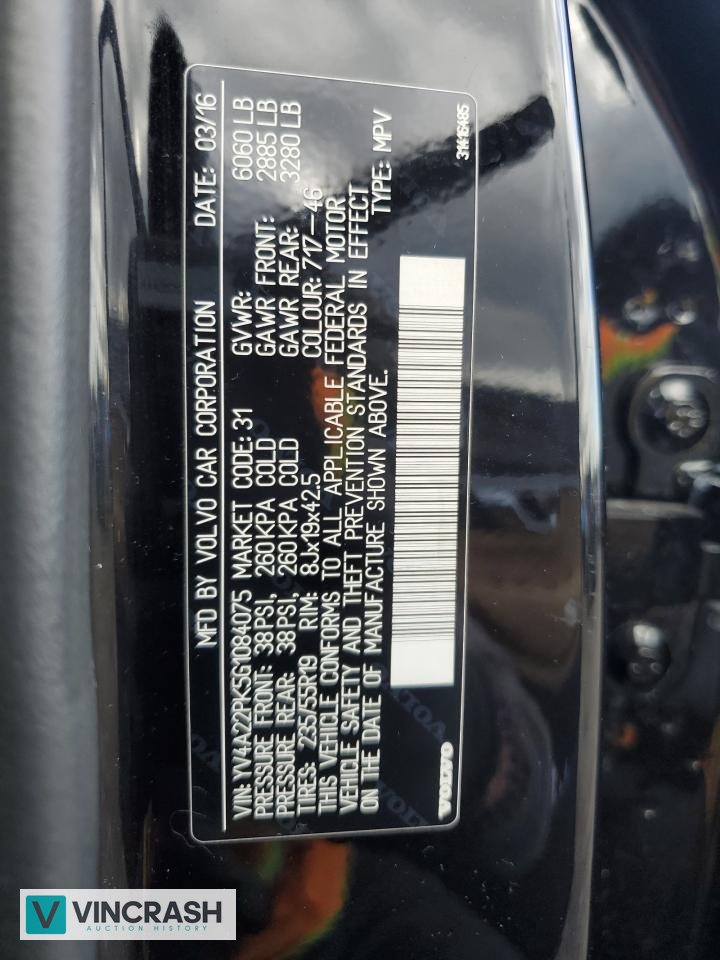 MFD BY VOLVO CAR CORPORATION DATE: 03/16
VIN: YV4A22PK5G1084075 MARKET CODE: 31 GVWR: 6060 LB
PRESSURE FRONT: 38PSI, 260KPA COLD GAWR FRONT: 2885 LB
PRESSURE REAR: 38PSI, 260KPA COLD GAWR REAR: 3280 LB
TIRES: 235/55R19 RIM: 8Jx19x42.5 COLOUR: 717-46
THIS VEHICLE CONFORMS TO ALL APPLICABLE FEDERAL MOTOR
VEHICLE SAFETY AND THEFT PREVENTION STANDARDS IN EFFECT
ON THE DATE OF MANUFACTURE SHOWN ABOVE. TYPE: MPV
VOLVO 31416485
V VINCRASH
AUCTION HISTORY